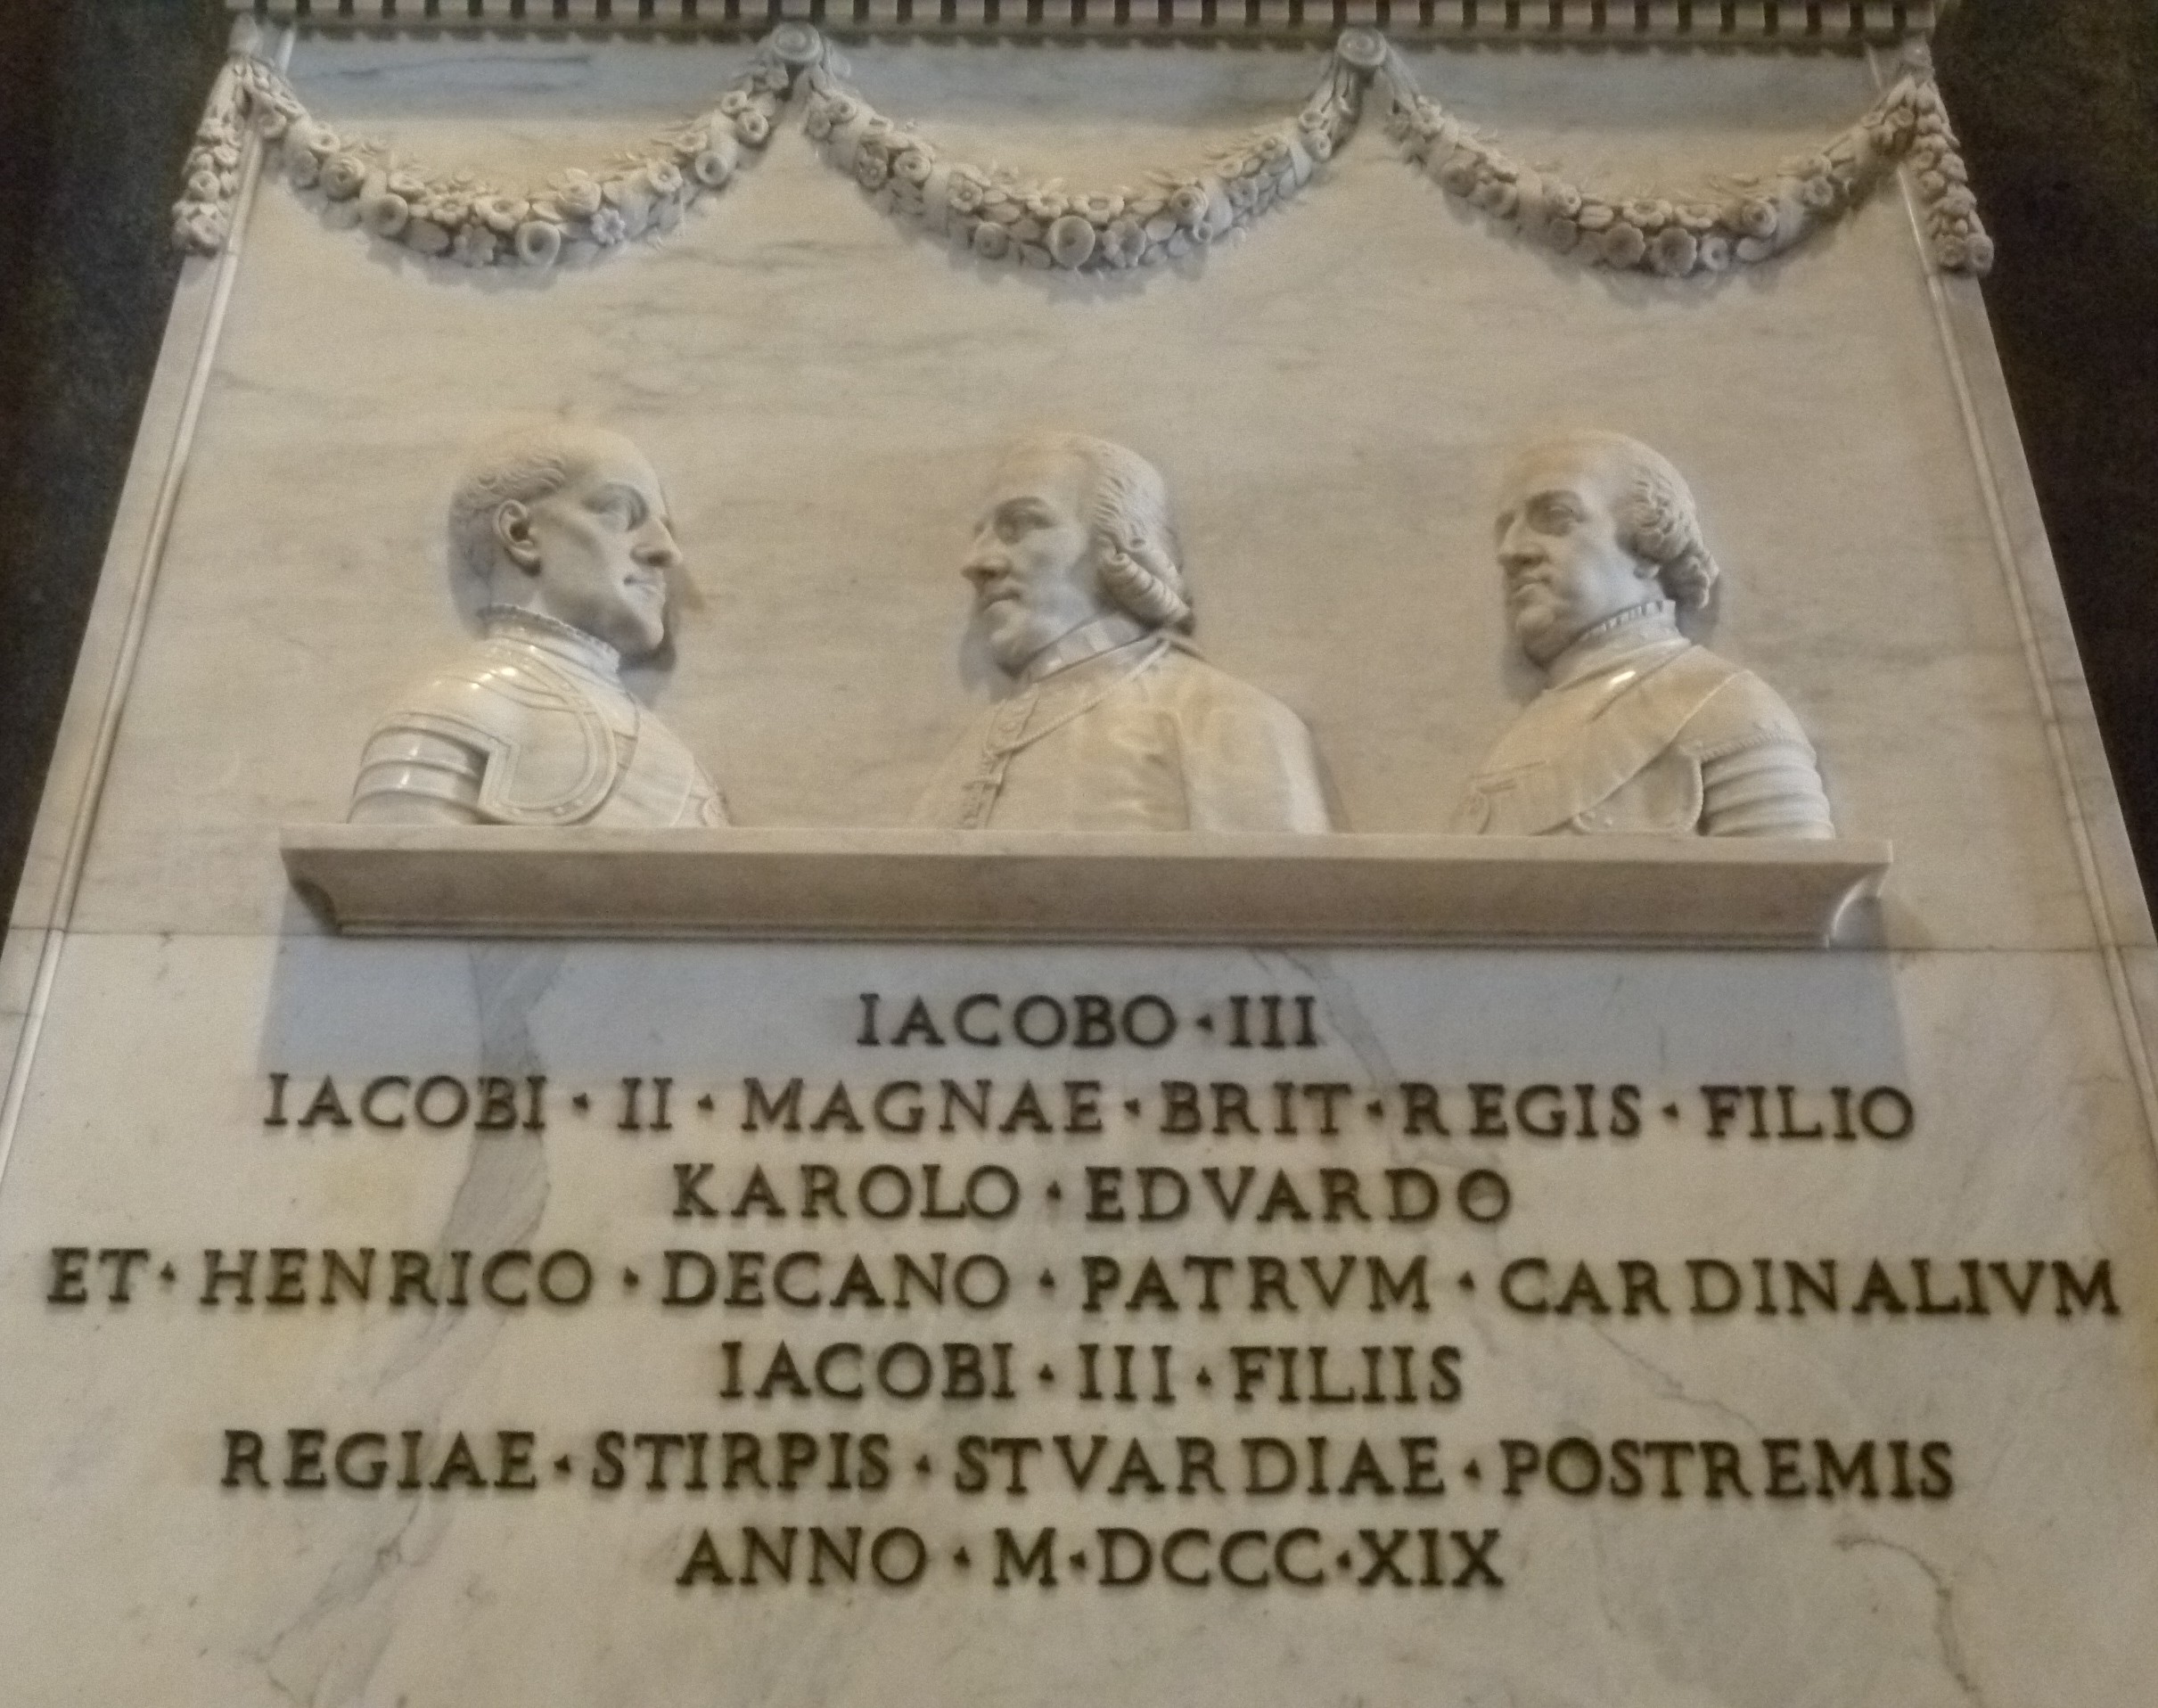 IACOBO · III
IACOBI · II · MAGNAE · BRIT · REGIS · FILIO
KAROLO · EDVARDO
ET · HENRICO · DECANO · PATRVM · CARDINALIVM
IACOBI · III · FILIIS
REGIAE · STIRPIS · STVARDIAE · POSTREMIS
ANNO · M · DCCC · XIX